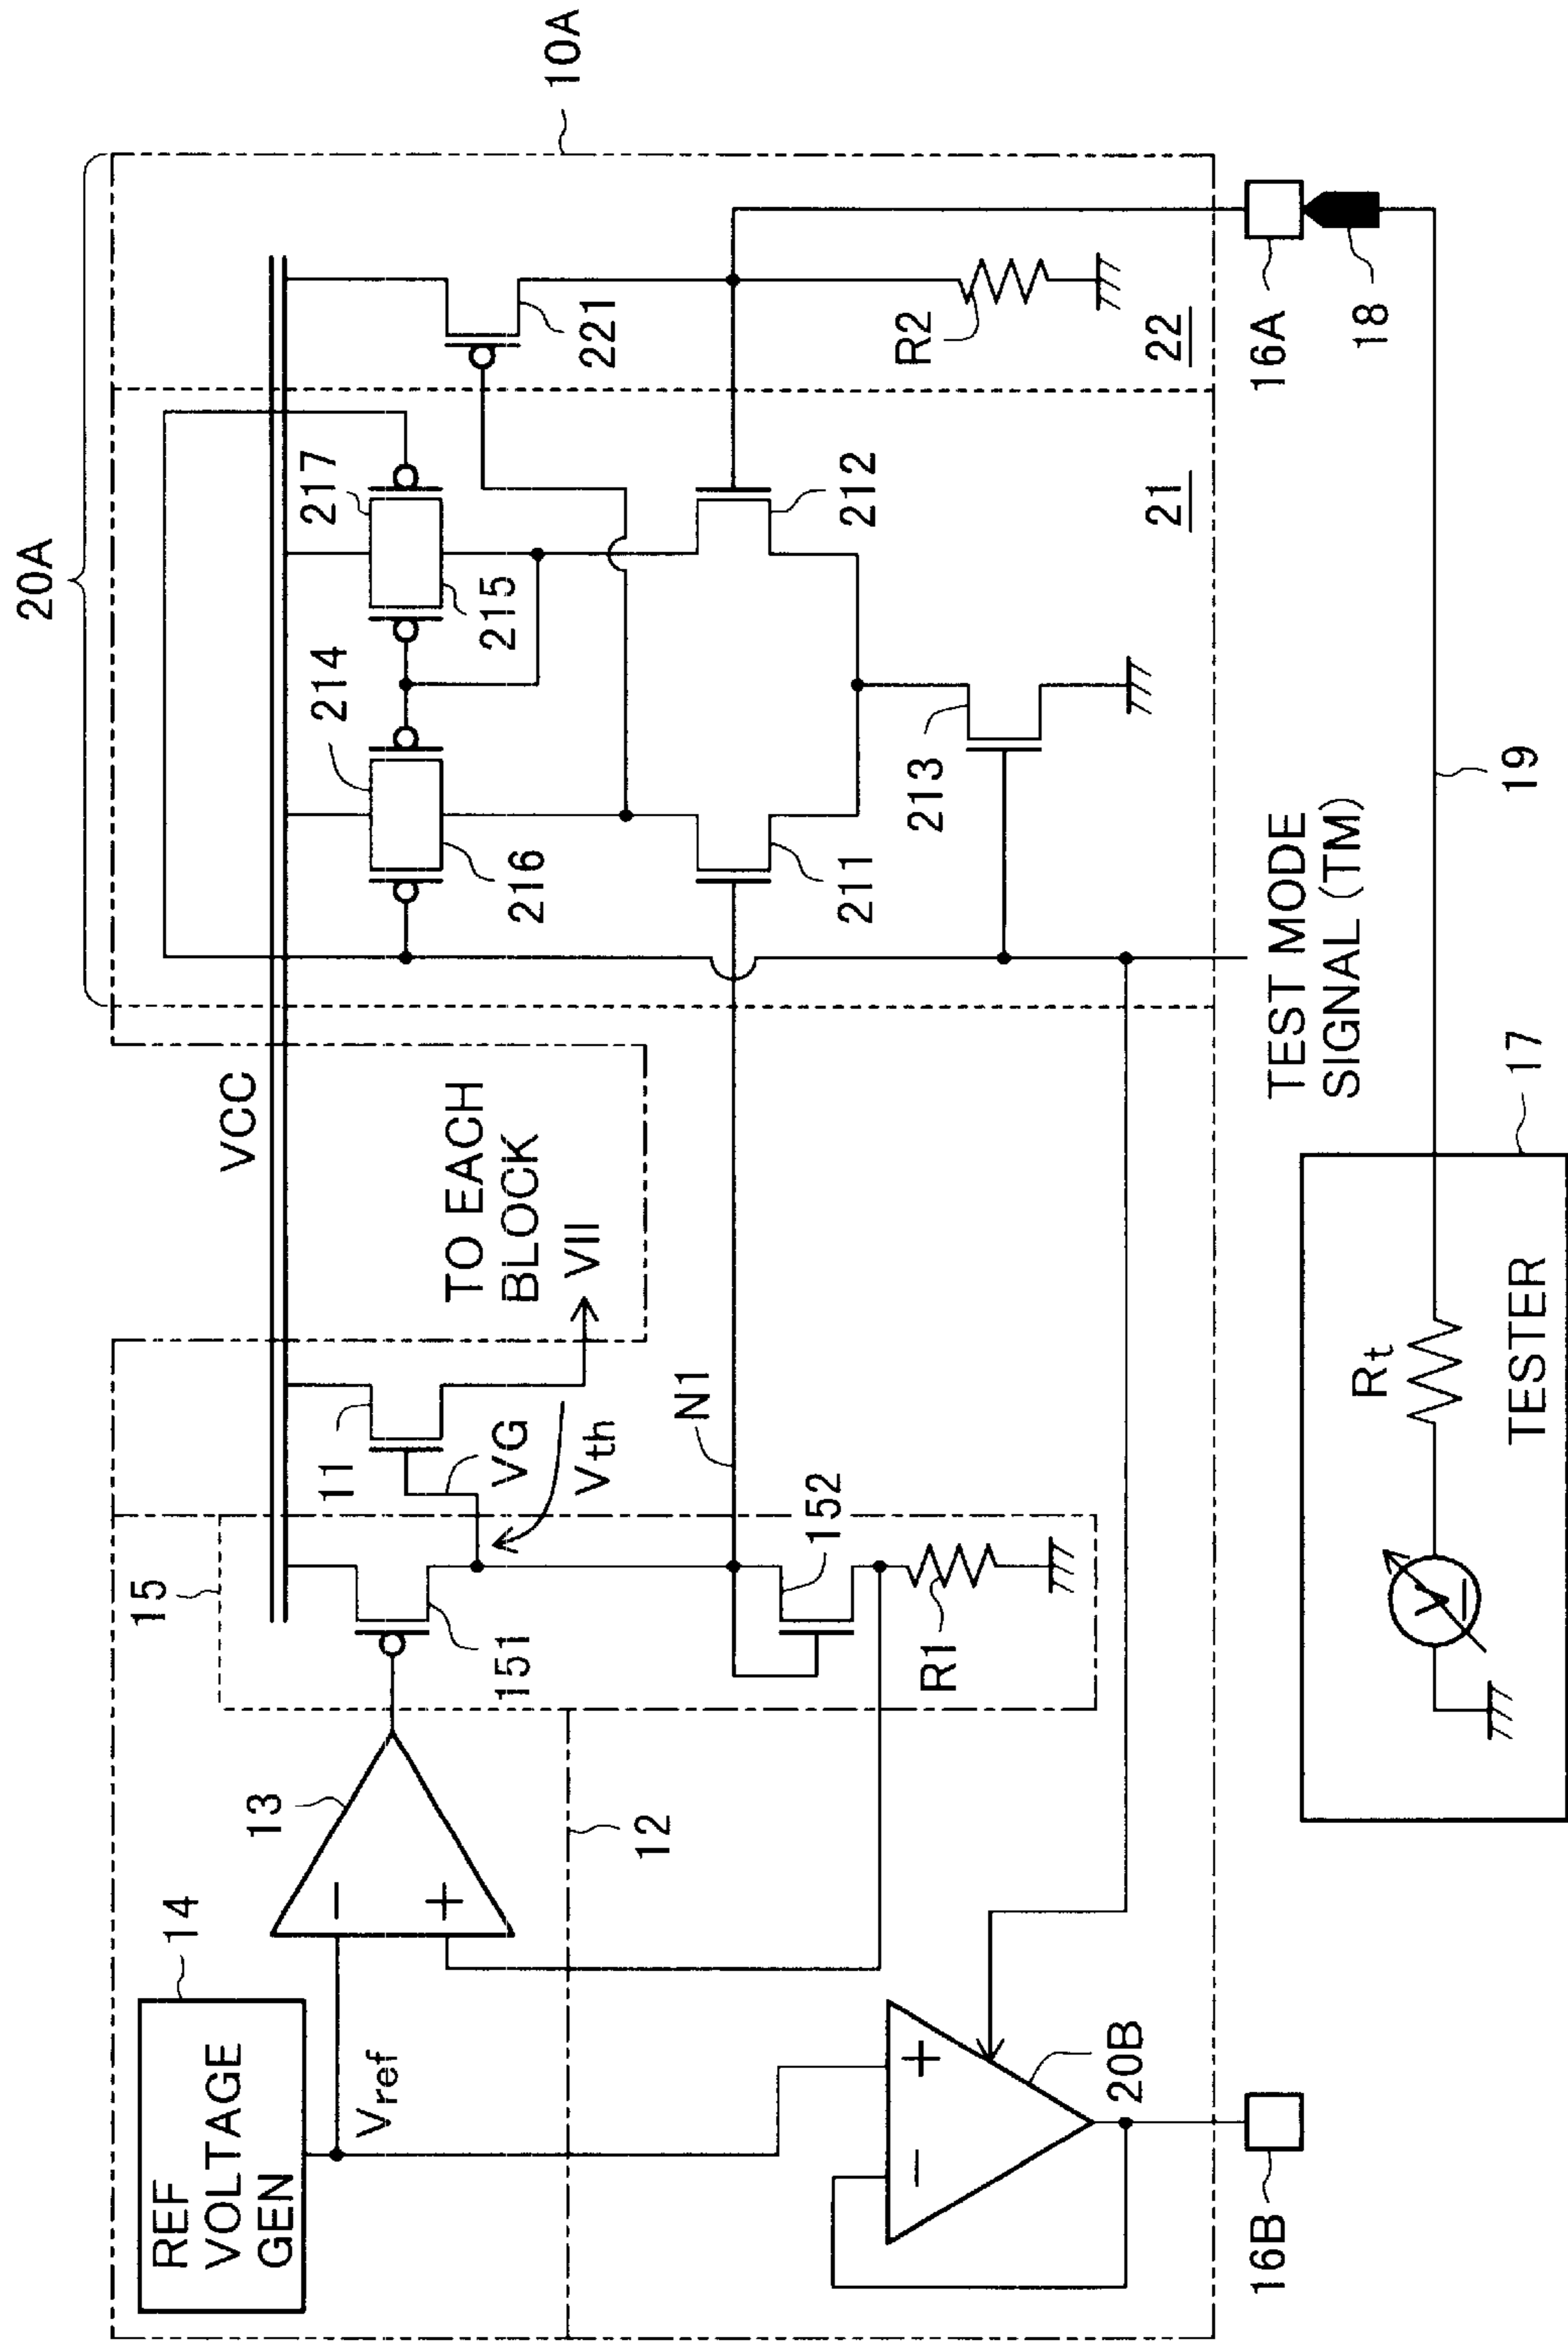 20A
10A
VCC
TO EACH
BLOCK
VII
15
11
VG
Vth
151
N1
152
R1
13
−
+
12
14
REF
VOLTAGE
GEN
Vref
+
−
20B
16B
214
217
216
215
221
211
212
213
R2
21
22
16A
18
19
TEST MODE
SIGNAL (TM)
17
Rt
V
TESTER